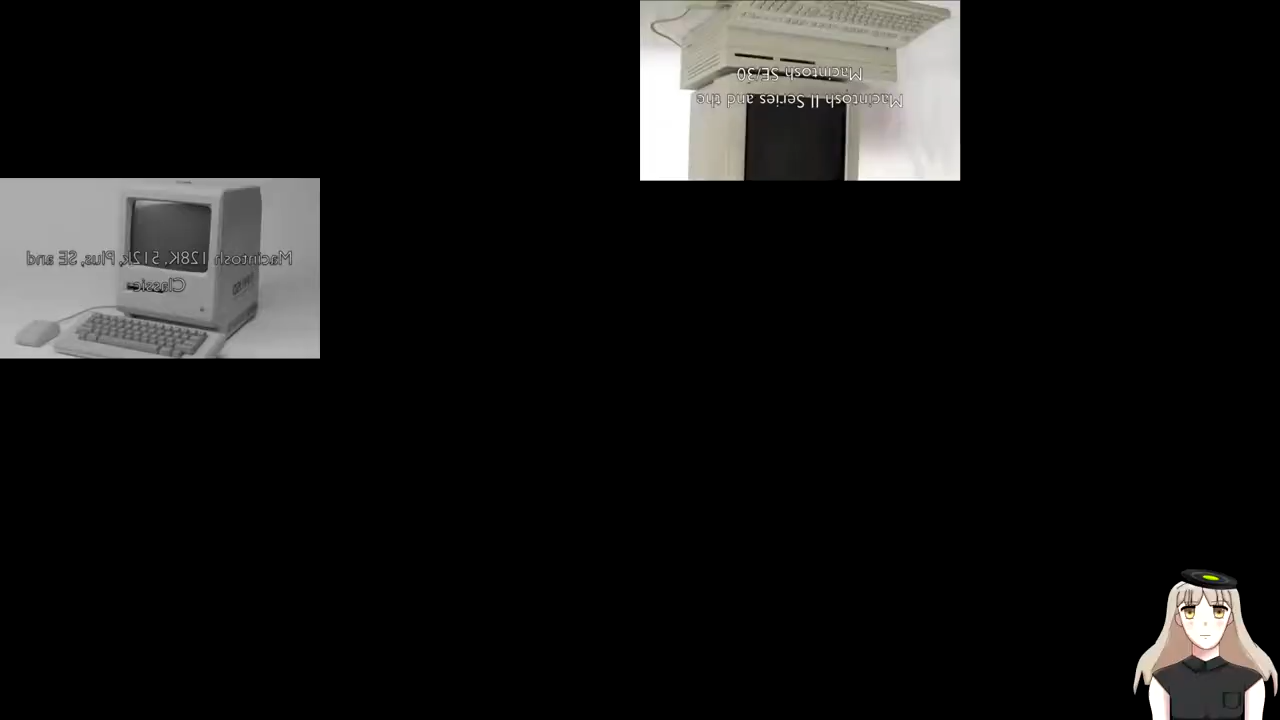 Macintosh II Series and the
Macintosh SE/30
Macintosh 128K, 512k, Plus, SE and
Classic